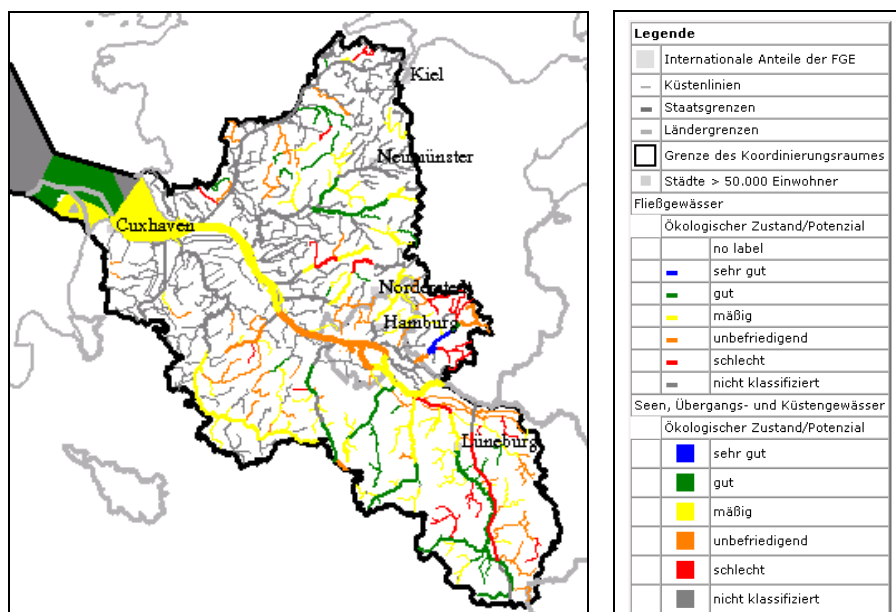 Kiel
Neumünster
Cuxhaven
Norderstedt
Hamburg
Lüneburg
Legende
Internationale Anteile der FGE
Küstenlinien
Staatsgrenzen
Ländergrenzen
Grenze des Koordinierungsraumes
Städte > 50.000 Einwohner
Fließgewässer
Ökologischer Zustand/Potenzial
no label
sehr gut
gut
mäßig
unbefriedigend
schlecht
nicht klassifiziert
Seen, Übergangs- und Küstengewässer
Ökologischer Zustand/Potenzial
sehr gut
gut
mäßig
unbefriedigend
schlecht
nicht klassifiziert